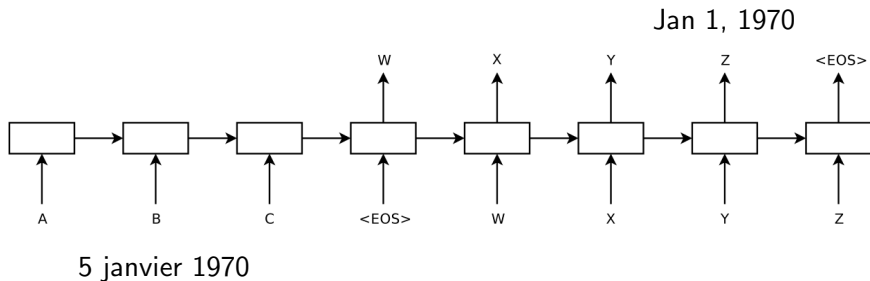 Jan 1, 1970
W X Y Z <EOS>
A B C <EOS> W X Y Z
5 janvier 1970